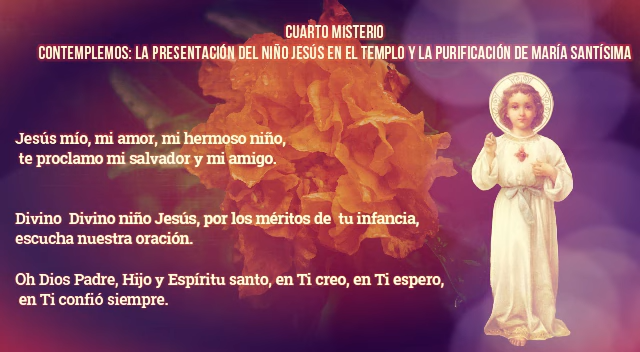 CUARTO MISTERIO
CONTEMPLEMOS: LA PRESENTACIÓN DEL NIÑO JESÚS EN EL TEMPLO Y LA PURIFICACIÓN DE MARÍA SANTÍSIMA
Jesús mío, mi amor, mi hermoso niño,
te proclamo mi salvador y mi amigo.
Divino Divino niño Jesús, por los méritos de tu infancia,
escucha nuestra oración.
Oh Dios Padre, Hijo y Espíritu santo, en Ti creo, en Ti espero,
en Ti confió siempre.